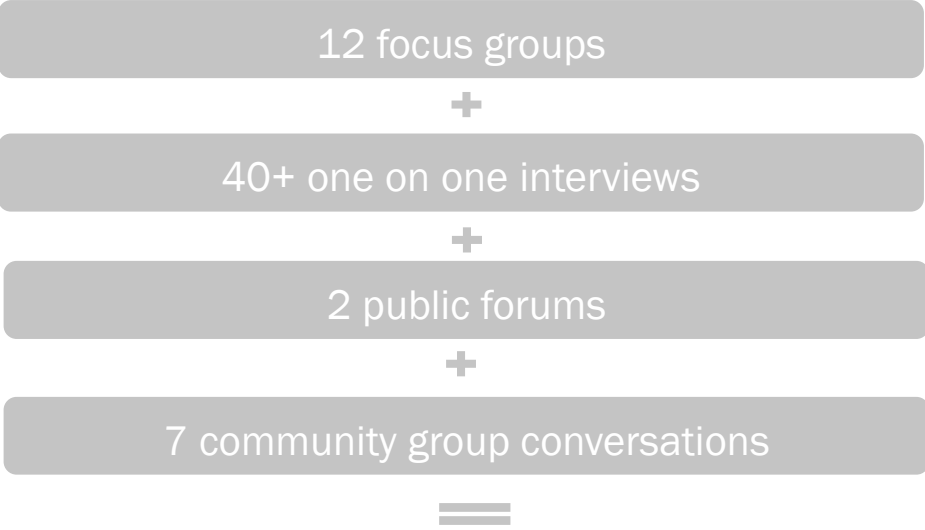 12 focus groups
+
40+ one on one interviews
+
2 public forums
+
7 community group conversations
=